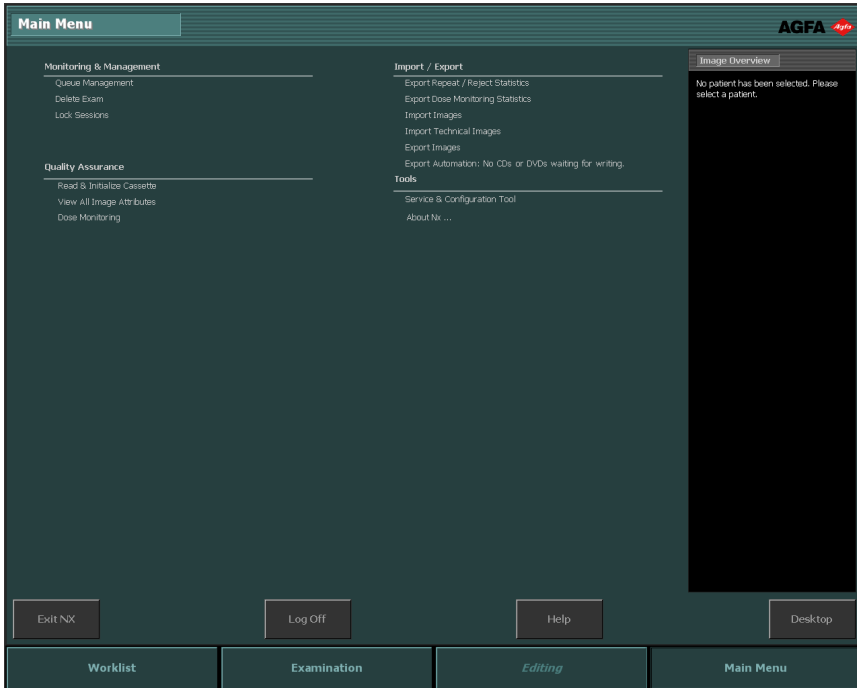 Main Menu
AGFA
Agfa
Monitoring & Management
Queue Management
Delete Exam
Lock Sessions
Quality Assurance
Read & Initialize Cassette
View All Image Attributes
Dose Monitoring
Import / Export
Export Repeat / Reject Statistics
Export Dose Monitoring Statistics
Import Images
Import Technical Images
Export Images
Export Automation: No CDs or DVDs waiting for writing.
Tools
Service & Configuration Tool
About Nx ...
Image Overview
No patient has been selected. Please
select a patient.
Exit NX
Log Off
Help
Desktop
Worklist
Examination
Editing
Main Menu